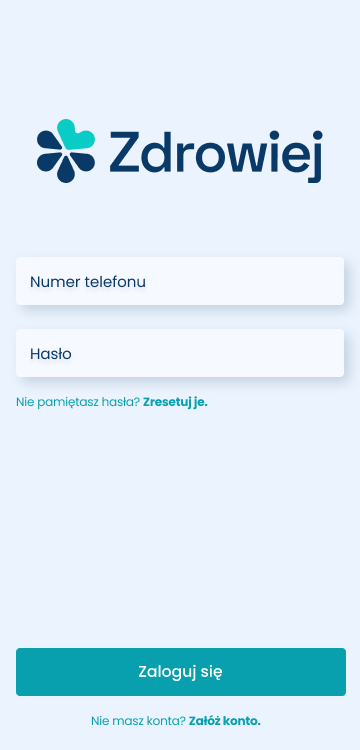 Zdrowiej
Numer telefonu
Hasło
Nie pamiętasz hasła? Zresetuj je.
Zaloguj się
Nie masz konta? Załóż konto.